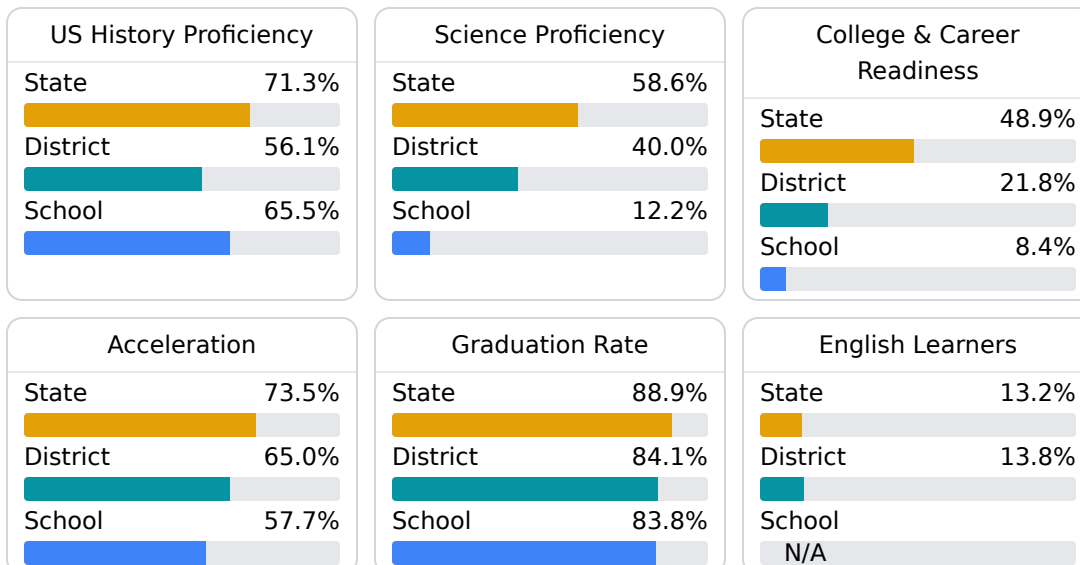 US History Proficiency
State 71.3%
District 56.1%
School 65.5%
Science Proficiency
State 58.6%
District 40.0%
School 12.2%
College & Career
Readiness
State 48.9%
District 21.8%
School 8.4%
Acceleration
State 73.5%
District 65.0%
School 57.7%
Graduation Rate
State 88.9%
District 84.1%
School 83.8%
English Learners
State 13.2%
District 13.8%
School
N/A